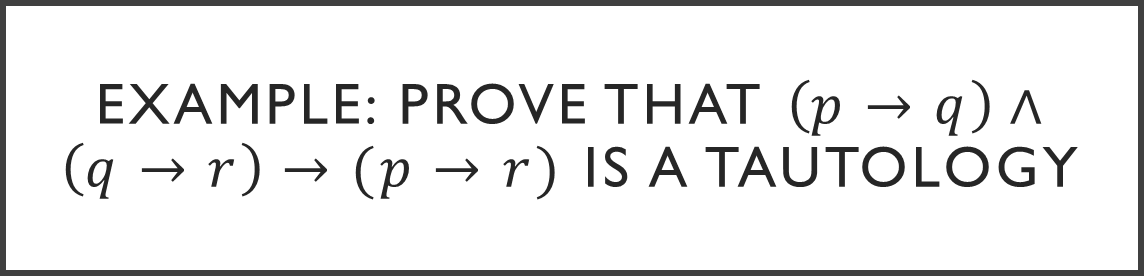 EXAMPLE: PROVE THAT (𝑝 → 𝑞) ∧
(𝑞 → 𝑟) → (𝑝 → 𝑟) IS A TAUTOLOGY